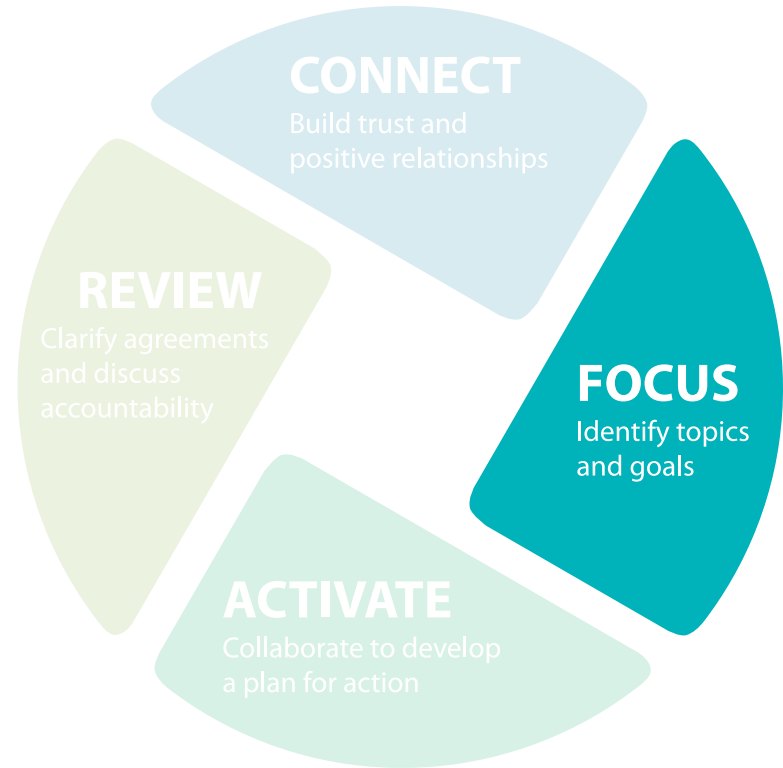 CONNECT
Build trust and
positive relationships
FOCUS
Identify topics
and goals
ACTIVATE
Collaborate to develop
a plan for action
REVIEW
Clarify agreements
and discuss
accountability